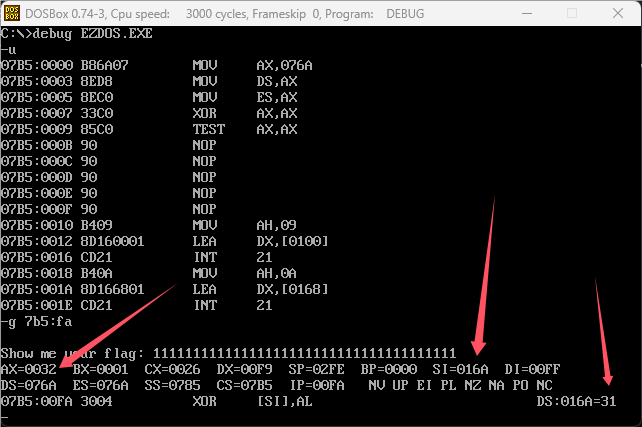 DOSBox 0.74-3, Cpu speed: 3000 cycles, Frameskip 0, Program: DEBUG
C:\>debug EZDOS.EXE
-u
07B5:0000 B86A07 MOV AX,076A
07B5:0003 8ED8 MOV DS,AX
07B5:0005 8EC0 MOV ES,AX
07B5:0007 33C0 XOR AX,AX
07B5:0009 85C0 TEST AX,AX
07B5:000B 90 NOP
07B5:000C 90 NOP
07B5:000D 90 NOP
07B5:000E 90 NOP
07B5:000F 90 NOP
07B5:0010 B409 MOV AH,09
07B5:0012 8D160001 LEA DX,[0100]
07B5:0016 CD21 INT 21
07B5:0018 B40A MOV AH,0A
07B5:001A 8D166801 LEA DX,[0168]
07B5:001E CD21 INT 21
-g 7b5:fa
Show me your flag: 11111111111111111111111111111111111111
AX=0032 BX=0001 CX=0026 DX=00F9 SP=02FE BP=0000 SI=016A DI=00FF
DS=076A ES=076A SS=0785 CS=07B5 IP=00FA NV UP EI PL NZ NA PO NC
07B5:00FA 3004 XOR [SI],AL DS:016A=31
-